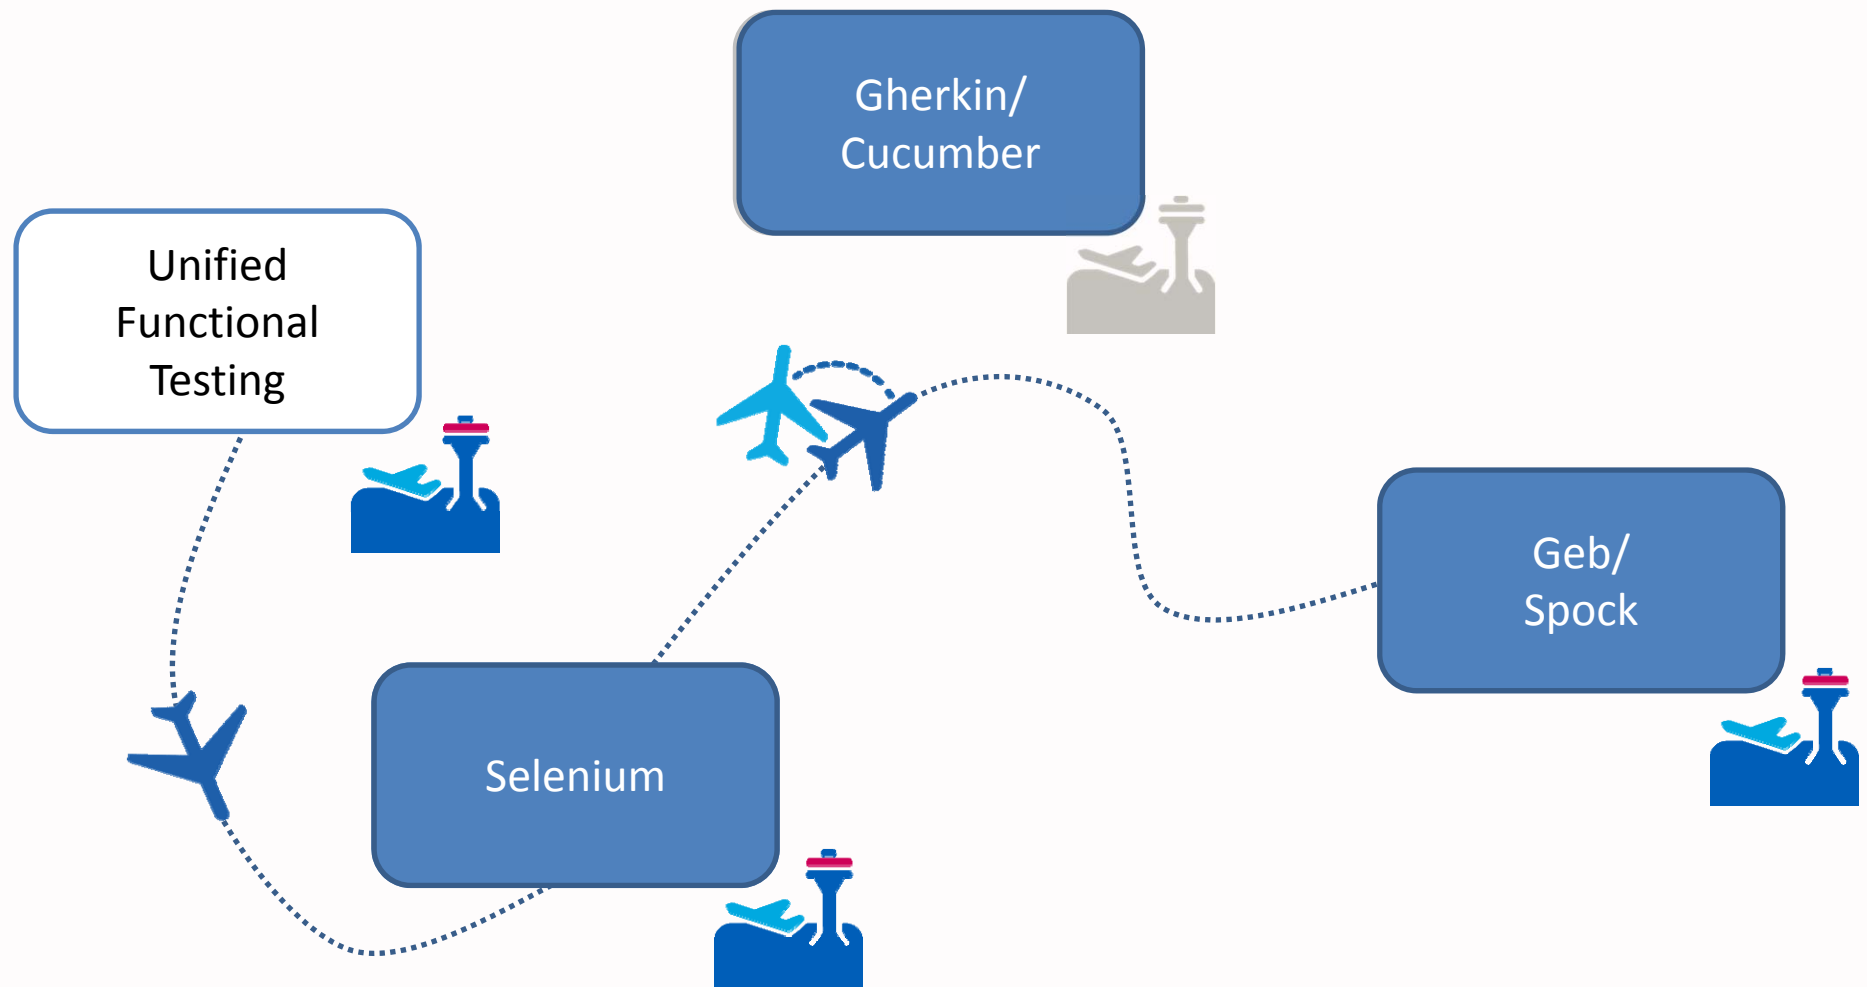 Gherkin/
Cucumber
Unified
Functional
Testing
Geb/
Spock
Selenium